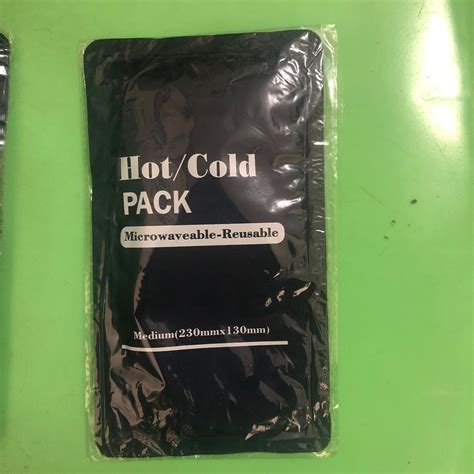 Hot/Cold
PACK
Microwaveable-Reusable
Medium(230mmx130mm)